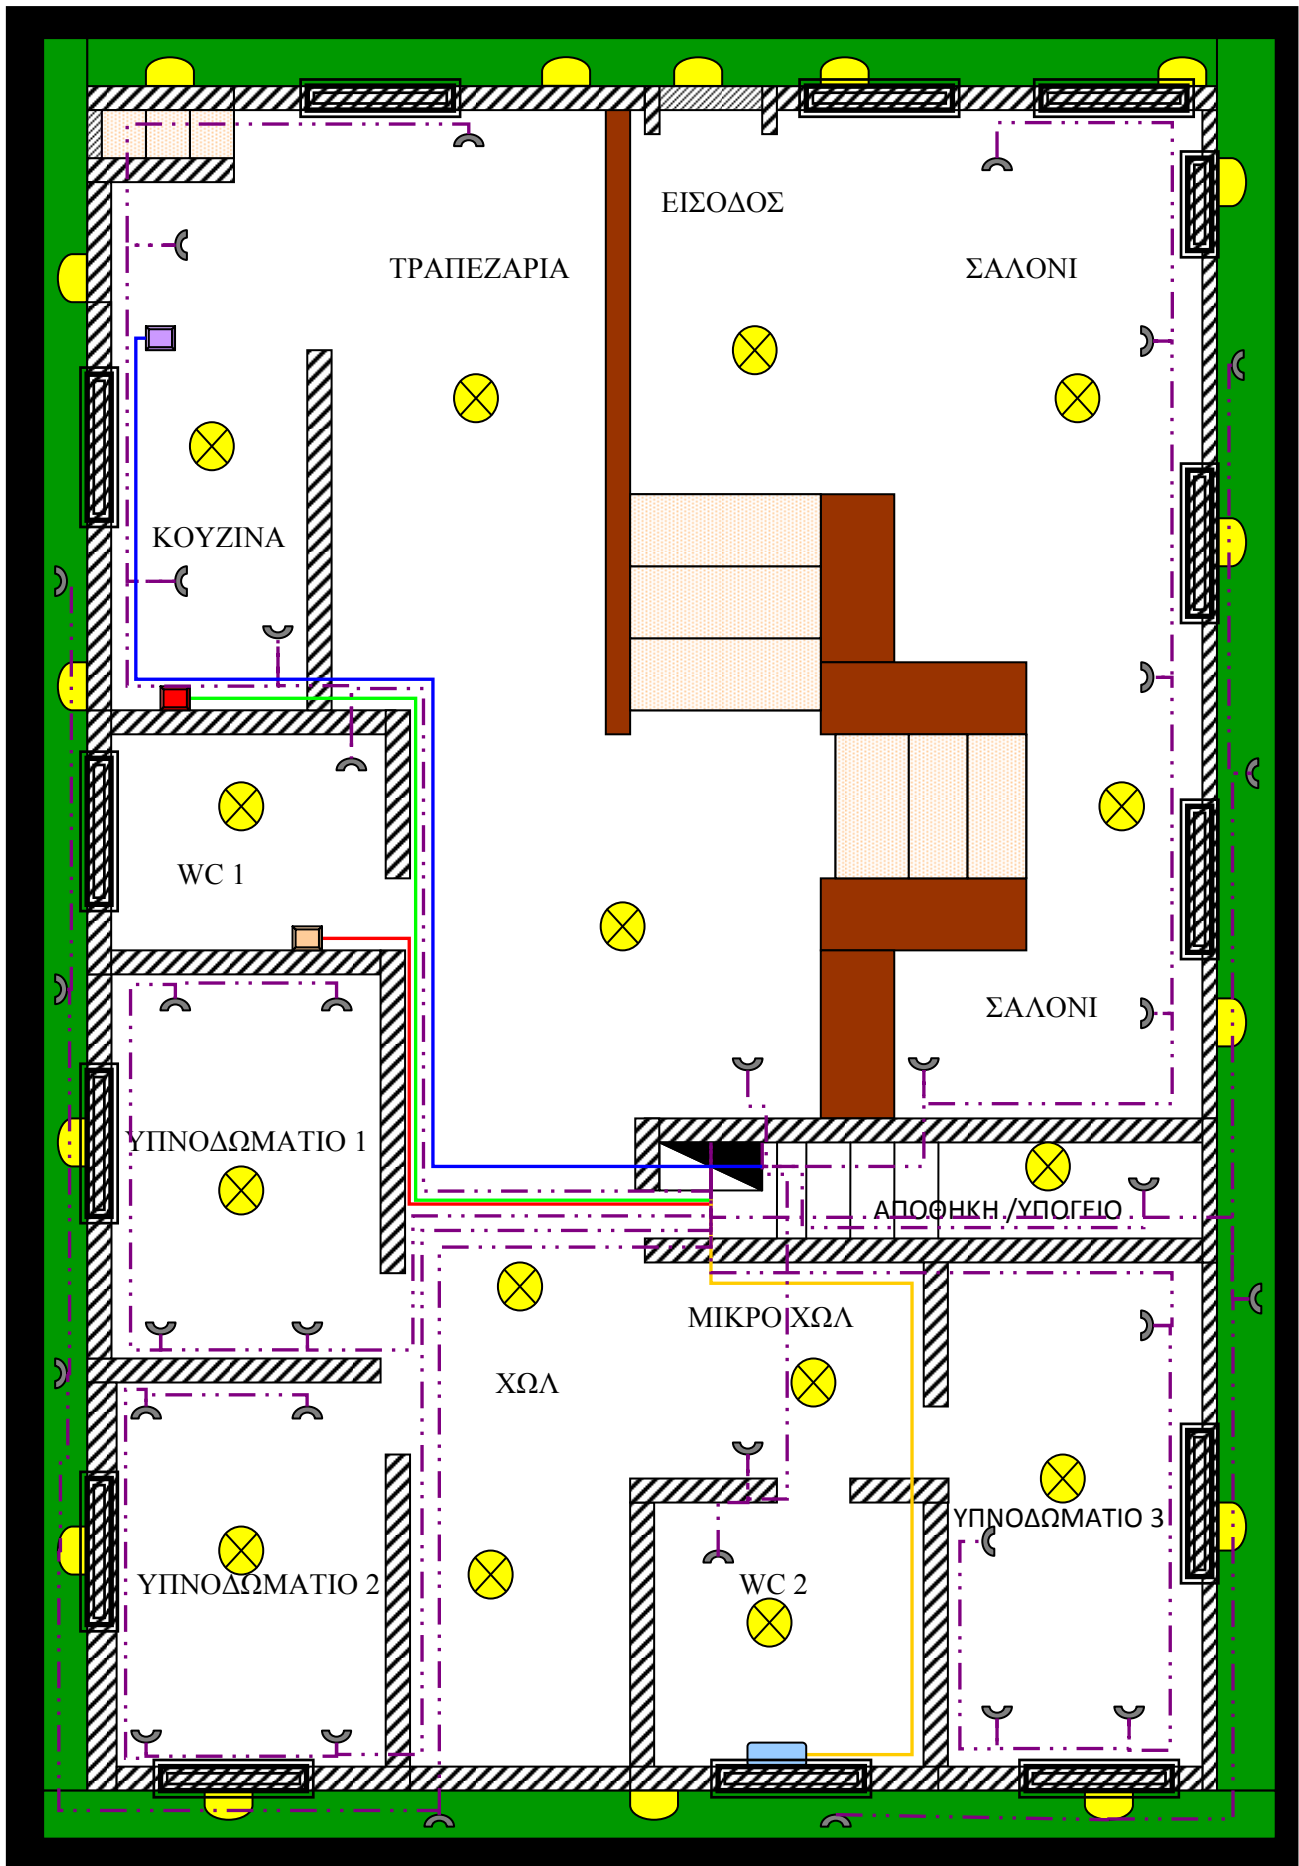 ΕΙΣΟΔΟΣ
ΤΡΑΠΕΖΑΡΙΑ
ΣΑΛΟΝΙ
ΚΟΥΖΙΝΑ
WC 1
ΣΑΛΟΝΙ
ΥΠΝΟΔΩΜΑΤΙΟ 1
ΑΠΟΘΗΚΗ /ΥΠΟΓΕΙΟ
ΜΙΚΡΟ ΧΩΛ
ΧΩΛ
ΥΠΝΟΔΩΜΑΤΙΟ 3
ΥΠΝΟΔΩΜΑΤΙΟ 2
WC 2